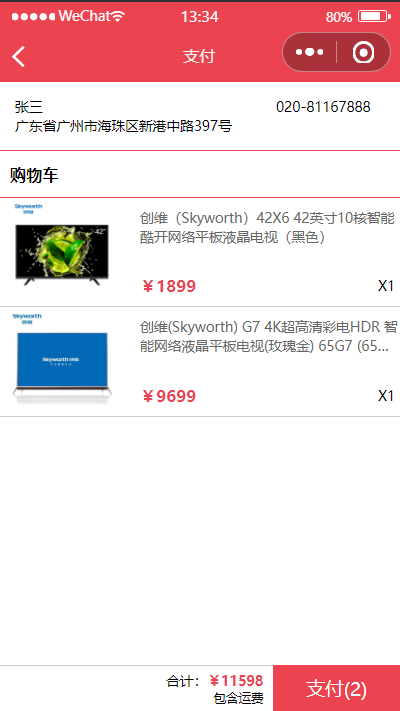 WeChat 13:34 80%
支付
张三 020-81167888
广东省广州市海珠区新港中路397号
购物车
Skyworth
创维
42"
创维（Skyworth）42X6 42英寸10核智能
酷开网络平板液晶电视（黑色）
￥1899 X1
Skyworth
创维
Skyworth 创维
创维(Skyworth) G7 4K超高清彩电HDR 智
能网络液晶平板电视(玫瑰金) 65G7 (65...
￥9699 X1
合计：￥11598
包含运费
支付(2)